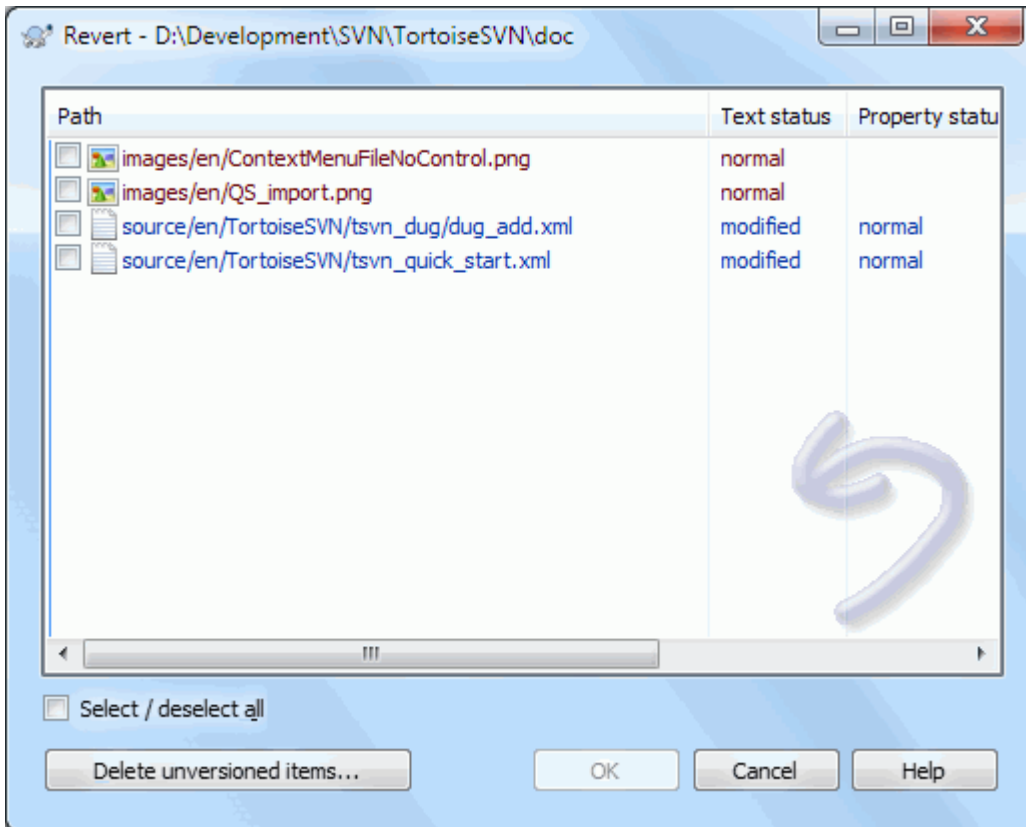 Revert - D:\Development\SVN\TortoiseSVN\doc
Path Text status Property statu
images/en/ContextMenuFileNoControl.png normal
images/en/QS_import.png normal
source/en/TortoiseSVN/tsvn_dug/dug_add.xml modified normal
source/en/TortoiseSVN/tsvn_quick_start.xml modified normal
Select / deselect all
Delete unversioned items... OK Cancel Help